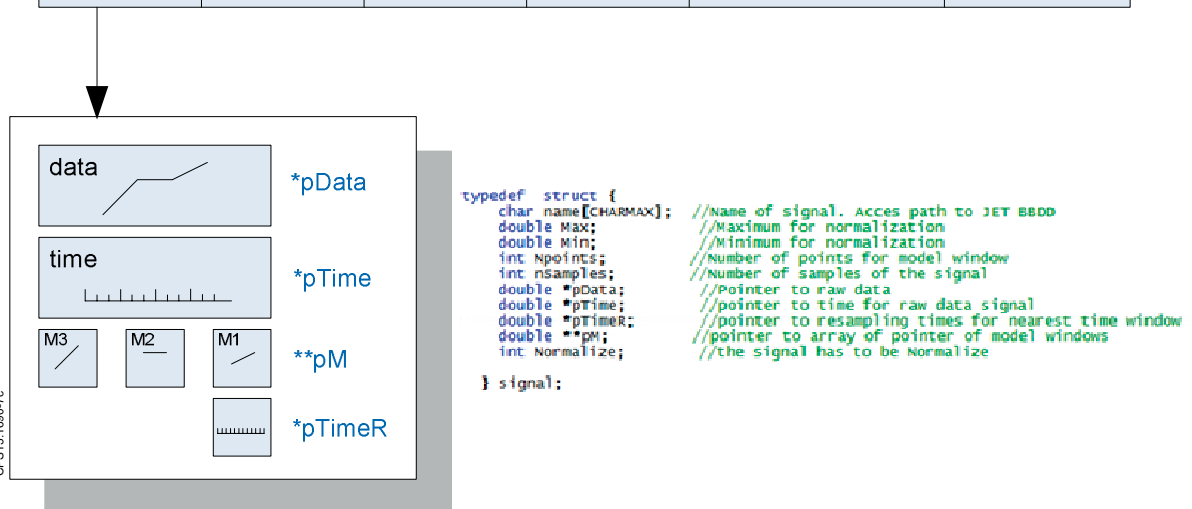 data
*pData
time
*pTime
M3
M2
M1
**pM
*pTimeR
typedef struct {
char name[CHARMAX]; //Name of signal. Acces path to JET BBDD
double Max; //Maximum for normalization
double Min; //Minimum for normalization
int Npoints; //Number of points for model window
int nSamples; //Number of samples of the signal
double *pData; //Pointer to raw data
double *pTime; //pointer to time for raw data signal
double *pTimeR; //pointer to resampling times for nearest time window
double **pM; //pointer to array of pointer of model windows
int Normalize; //the signal has to be Normalize
} signal;